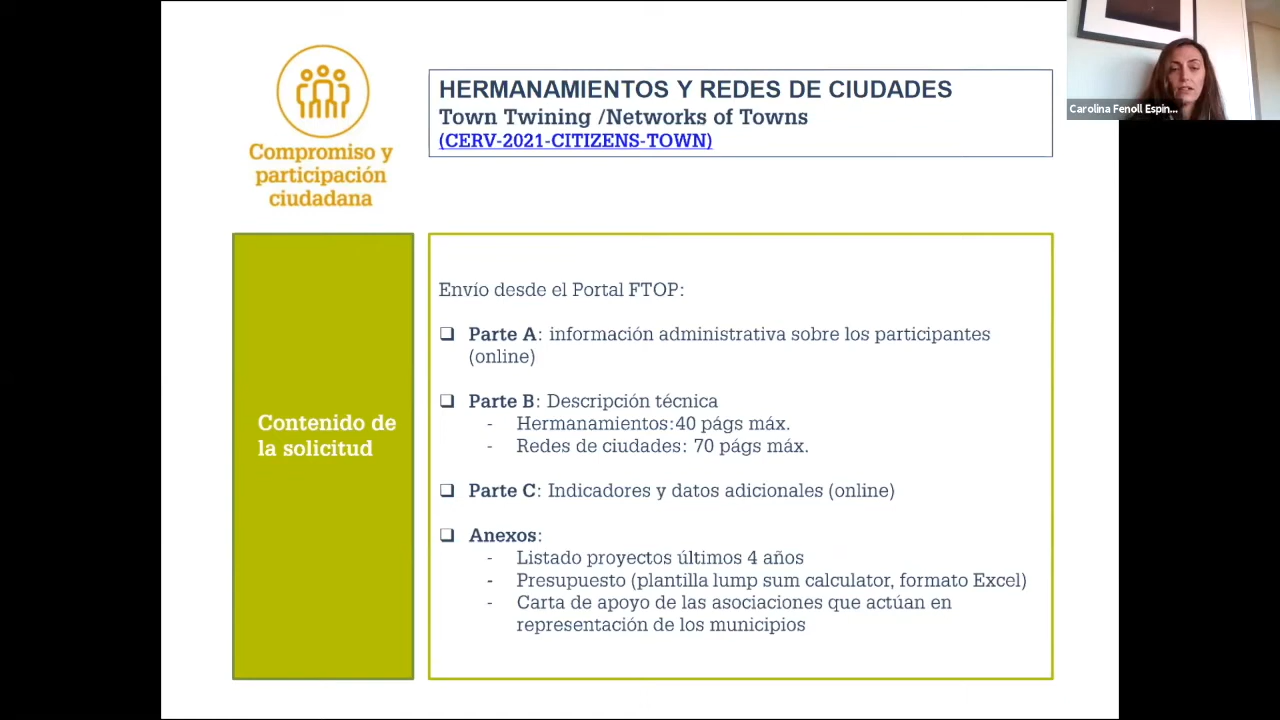 Compromiso y
participación
ciudadana
HERMANAMIENTOS Y REDES DE CIUDADES
Town Twining /Networks of Towns
(CERV-2021-CITIZENS-TOWN)
Carolina Fenoll Espin...
Contenido de
la solicitud
Envío desde el Portal FTOP:
❑ Parte A: información administrativa sobre los participantes
(online)
❑ Parte B: Descripción técnica
- Hermanamientos:40 págs máx.
- Redes de ciudades: 70 págs máx.
❑ Parte C: Indicadores y datos adicionales (online)
❑ Anexos:
- Listado proyectos últimos 4 años
- Presupuesto (plantilla lump sum calculator, formato Excel)
- Carta de apoyo de las asociaciones que actúan en
representación de los municipios